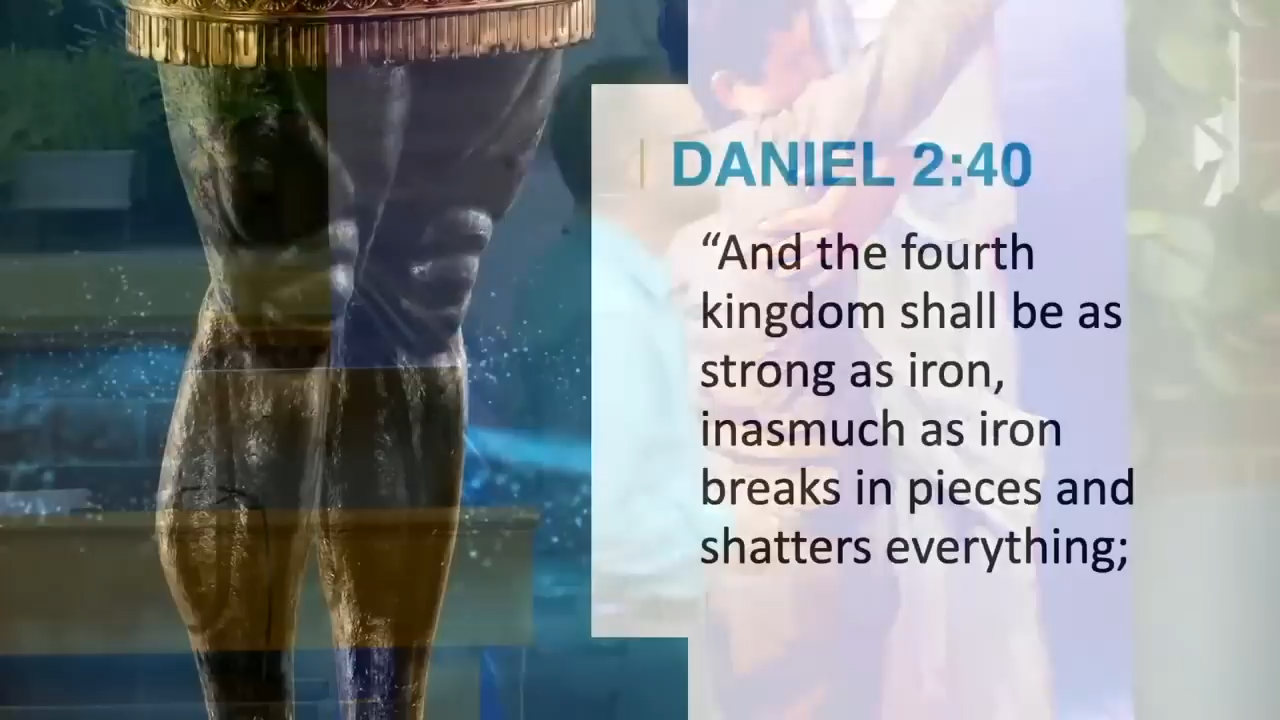 DANIEL 2:40
“And the fourth
kingdom shall be as
strong as iron,
inasmuch as iron
breaks in pieces and
shatters everything;